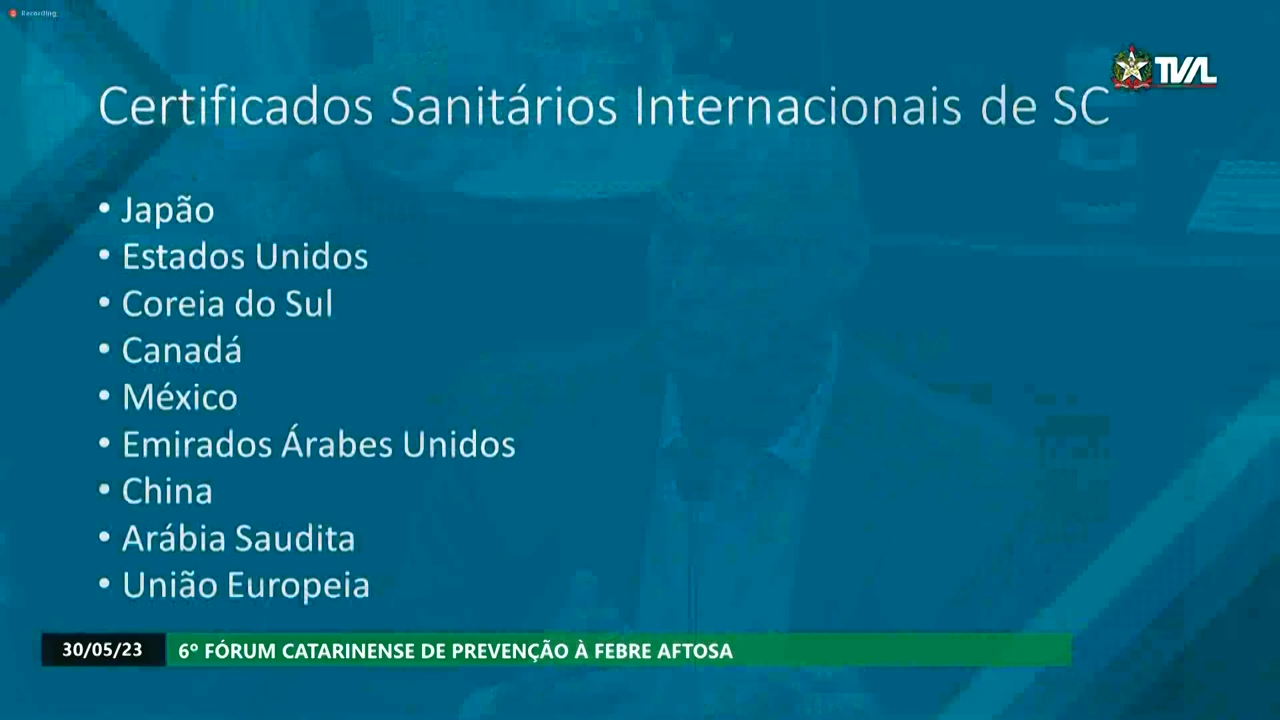 Recording
TVAL
Certificados Sanitários Internacionais de SC
• Japão
• Estados Unidos
• Coreia do Sul
• Canadá
• México
• Emirados Árabes Unidos
• China
• Arábia Saudita
• União Europeia
30/05/23 6º FÓRUM CATARINENSE DE PREVENÇÃO À FEBRE AFTOSA